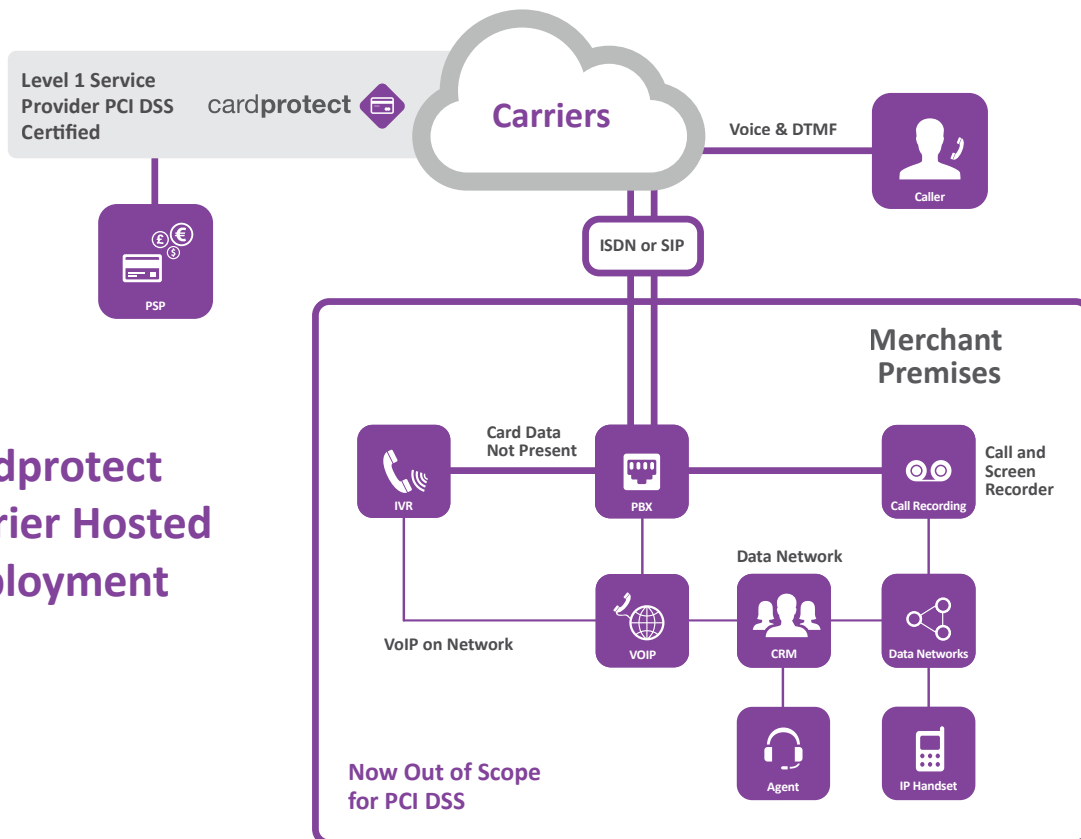 Level 1 Service
Provider PCI DSS
Certified
cardprotect
Carriers
Voice & DTMF
Caller
£
€
$
PSP
ISDN or SIP
Merchant
Premises
Card Data
Not Present
IVR
PBX
Call Recording
Call and
Screen
Recorder
dprotect
rier Hosted
ployment
Data Network
VoIP on Network
VOIP
CRM
Data Networks
Now Out of Scope
for PCI DSS
Agent
IP Handset